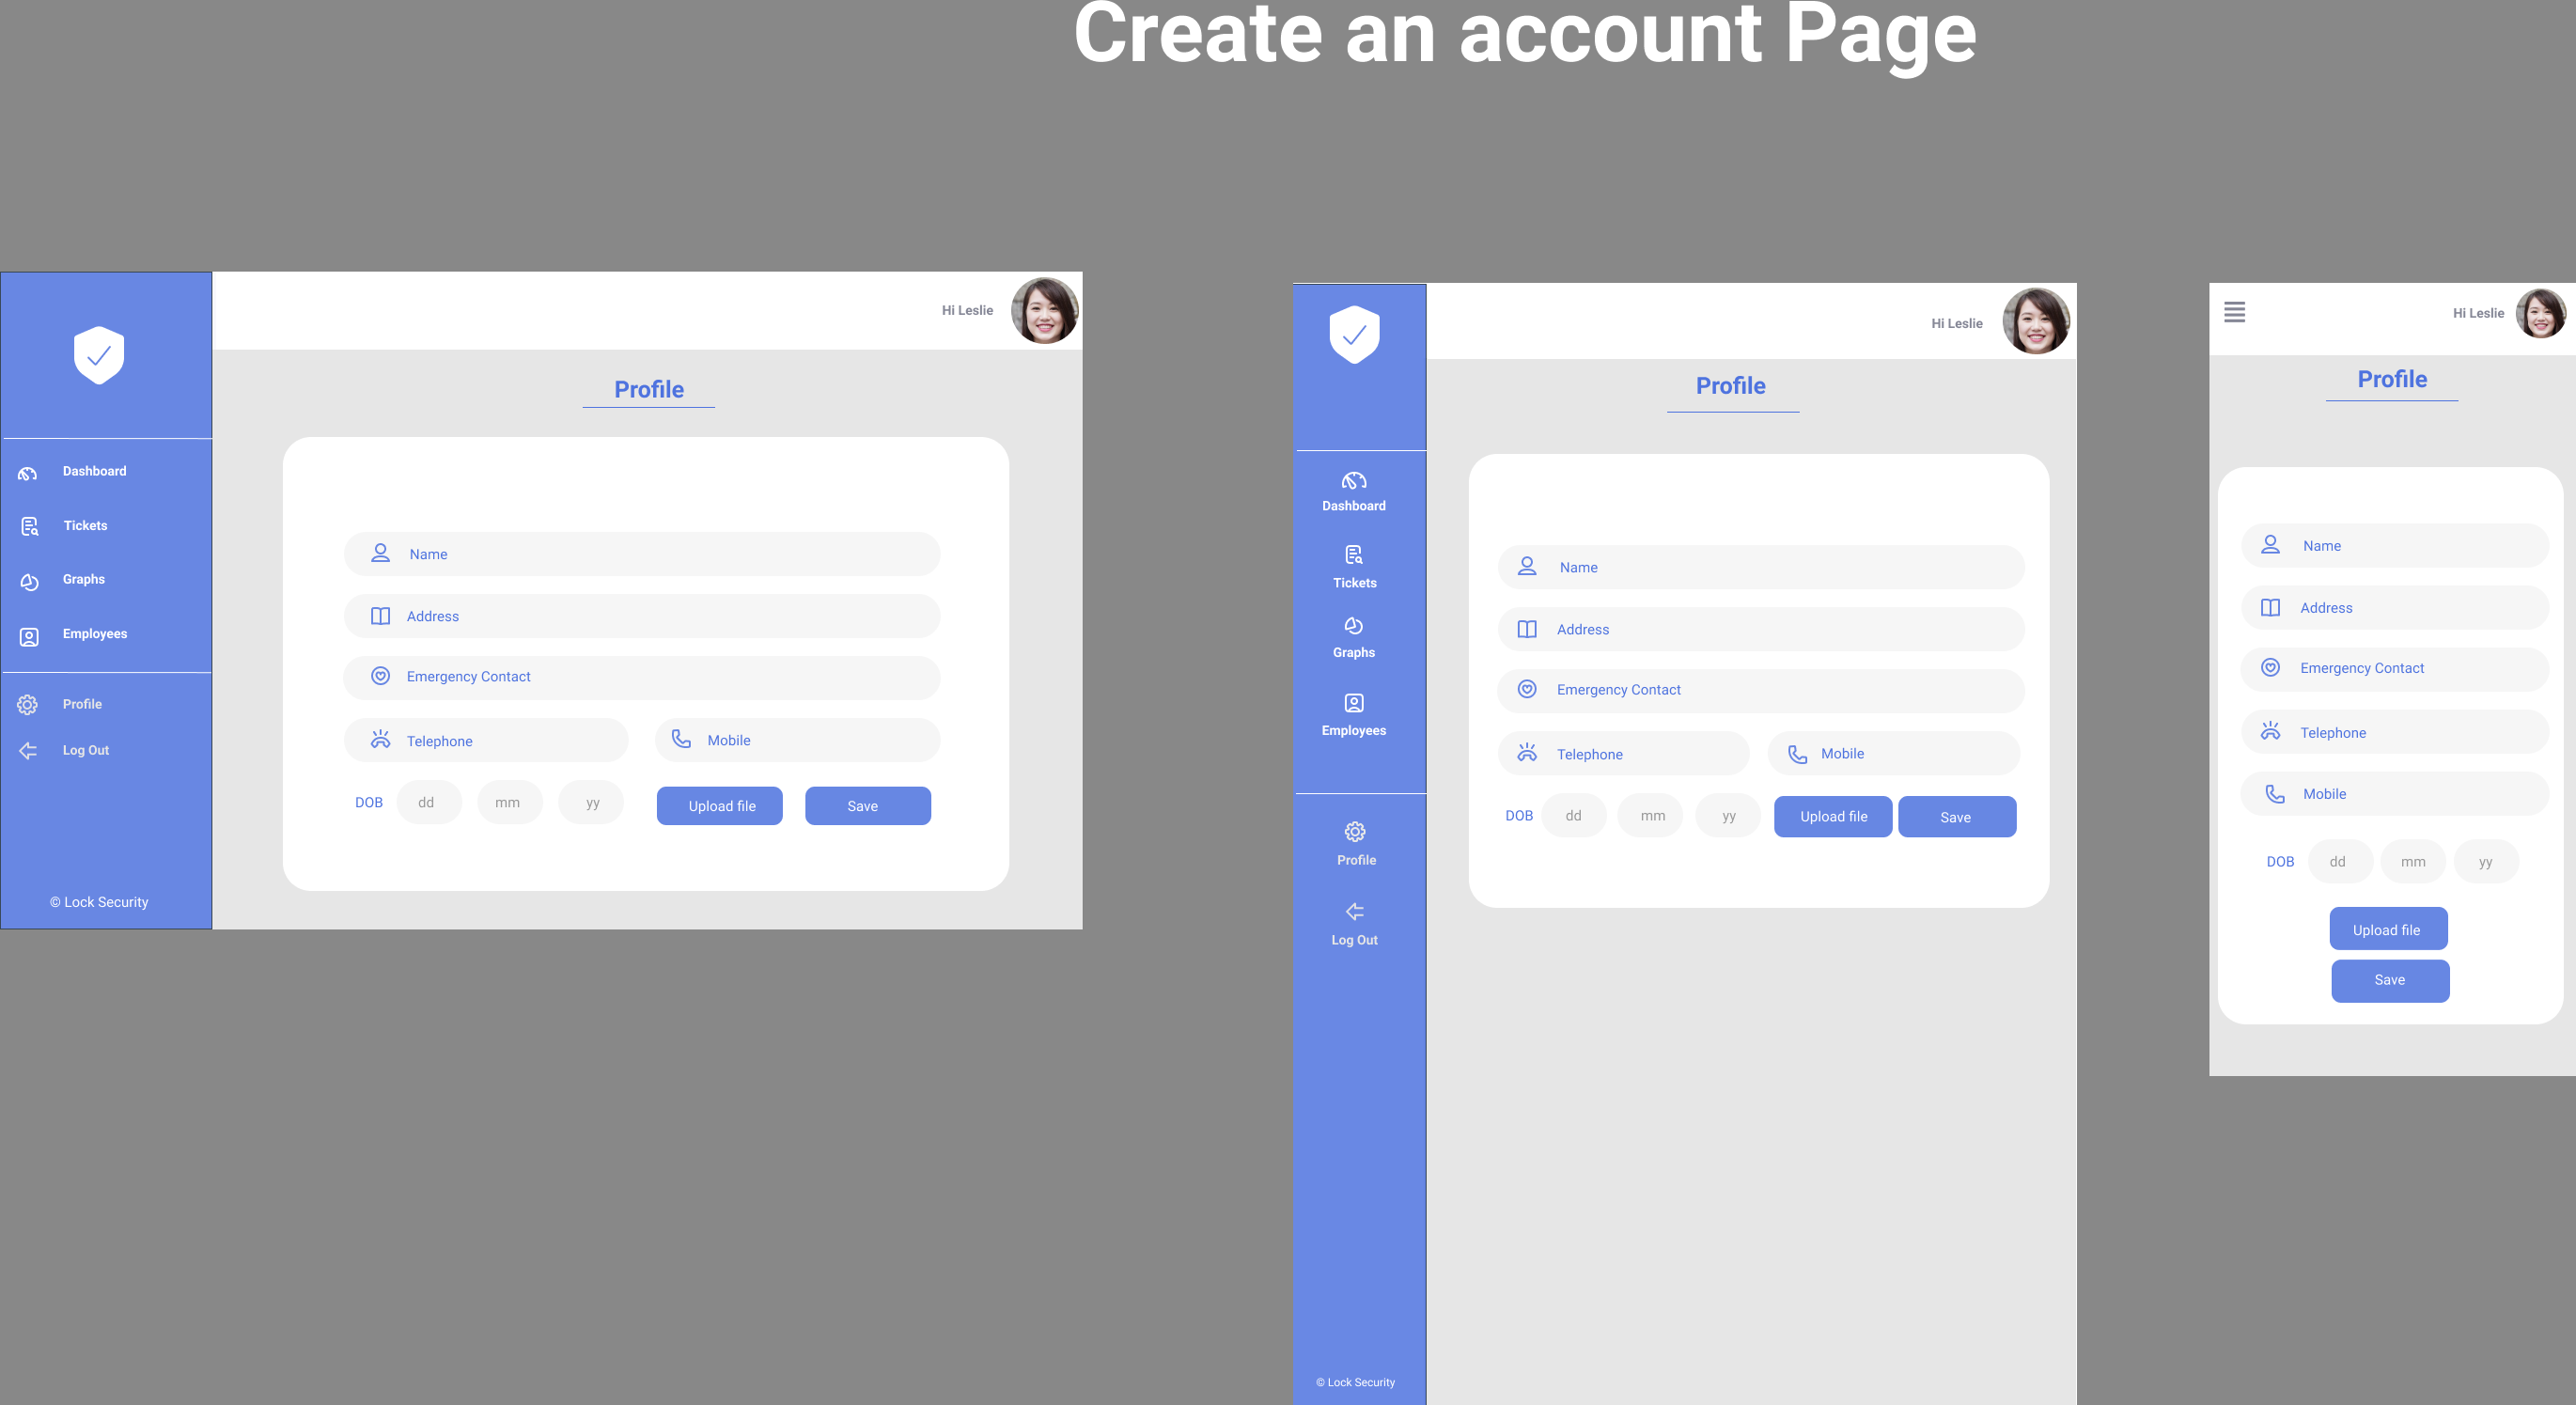 Create an account Page
Hi Leslie
Profile
Dashboard
Tickets
Graphs
Employees
Profile
Log Out
© Lock Security
Name
Address
Emergency Contact
Telephone
Mobile
DOB dd mm yy
Upload file
Save
Hi Leslie
Profile
Dashboard
Tickets
Graphs
Employees
Profile
Log Out
© Lock Security
Name
Address
Emergency Contact
Telephone
Mobile
DOB dd mm yy
Upload file
Save
Hi Leslie
Profile
Name
Address
Emergency Contact
Telephone
Mobile
DOB dd mm yy
Upload file
Save